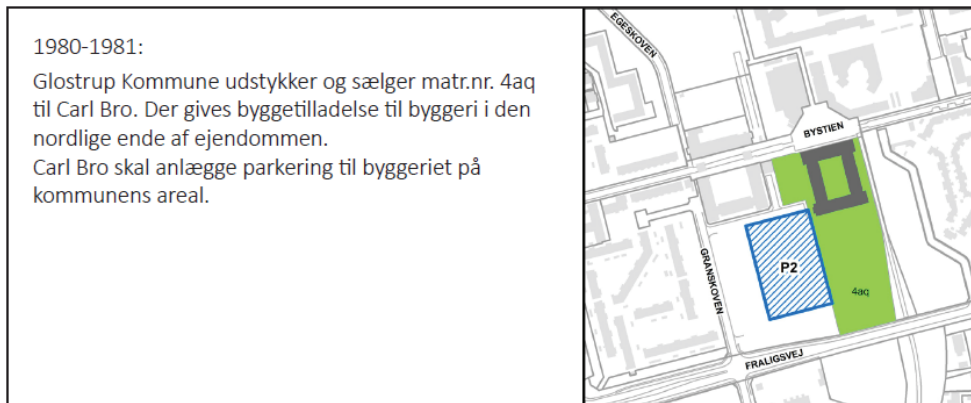 1980-1981:
Glostrup Kommune udstykker og sælger matr.nr. 4aq
til Carl Bro. Der gives byggetilladelse til byggeri i den
nordlige ende af ejendommen.
Carl Bro skal anlægge parkering til byggeriet på
kommunens areal.
EGESKOVEN
BYSTIEN
GRANSKOVEN
P2
4aq
FRALIGSVEJ